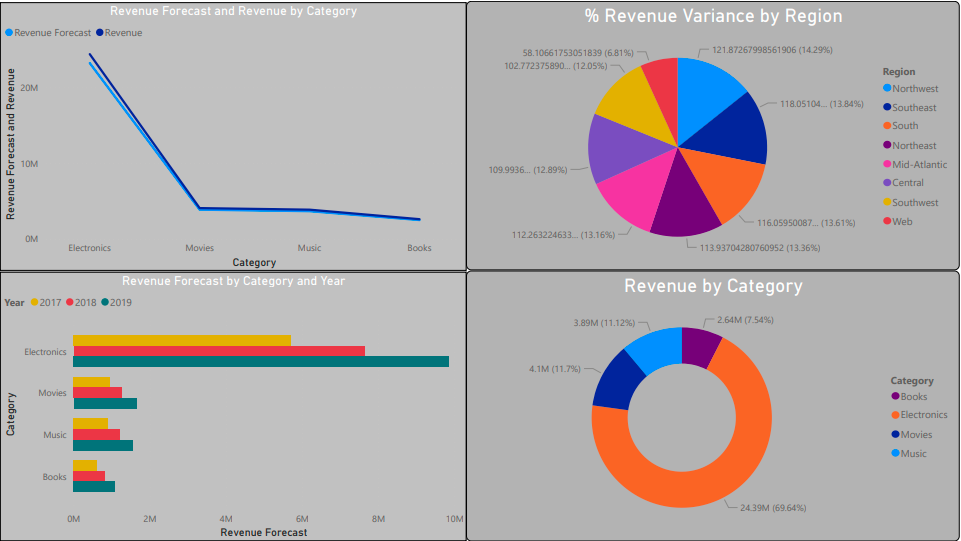 Revenue Forecast and Revenue by Category
Revenue Forecast Revenue
Revenue Forecast and Revenue
20M
10M
0M
Electronics Movies Music Books
Category
% Revenue Variance by Region
58.10661753051839 (6.81%)
121.87267998561906 (14.29%)
102.772375890... (12.05%)
118.05104... (13.84%)
109.9936... (12.89%)
116.05950087... (13.61%)
112.263224633... (13.16%)
113.93704280760952 (13.36%)
Region
Northwest
Southeast
South
Northeast
Mid-Atlantic
Central
Southwest
Web
Revenue Forecast by Category and Year
Year 2017 2018 2019
Category
Electronics
Movies
Music
Books
0M 2M 4M 6M 8M 10M
Revenue Forecast
Revenue by Category
3.89M (11.12%)
2.64M (7.54%)
4.1M (11.7%)
24.39M (69.64%)
Category
Books
Electronics
Movies
Music